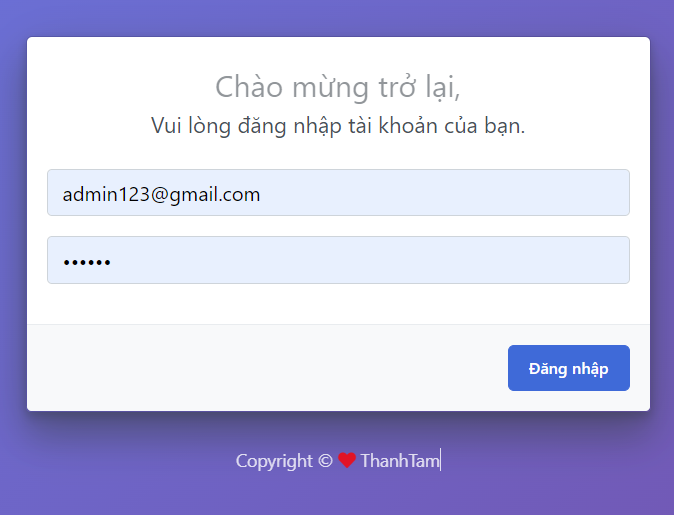 Chào mừng trở lại,
Vui lòng đăng nhập tài khoản của bạn.
admin123@gmail.com
••••••
Đăng nhập
Copyright © ❤ ThanhTam